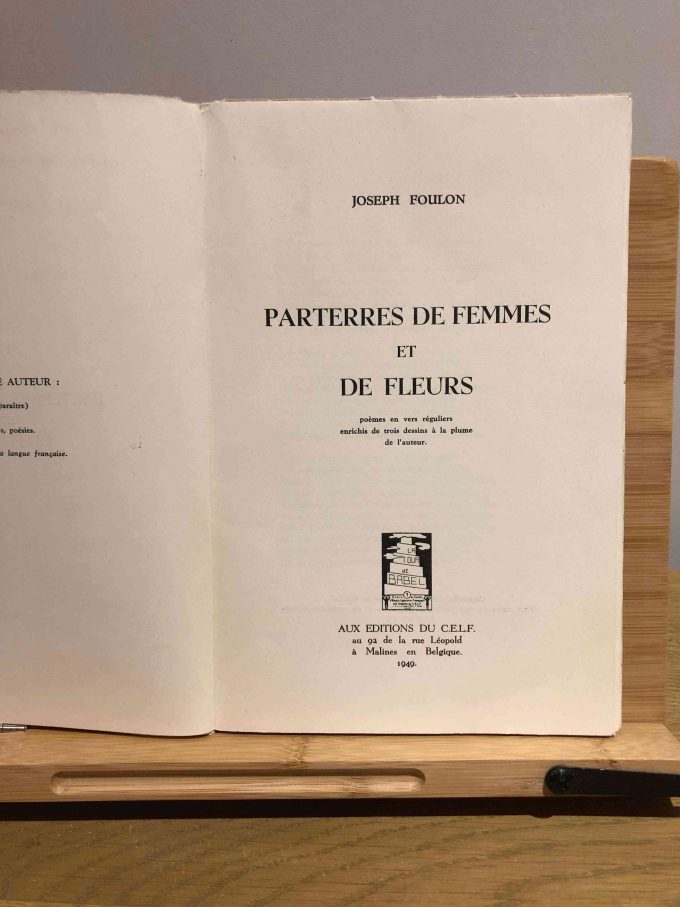 E AUTEUR :
paraître)
, poésies.
langue française.
JOSEPH FOULON
PARTERRES DE FEMMES
ET
DE FLEURS
poèmes en vers réguliers
enrichis de trois dessins à la plume
de l'auteur.
LA
TOUR
de
BABEL
AUX EDITIONS DU C.E.L.F.
au 92 de la rue Léopold
à Malines en Belgique.
1949.